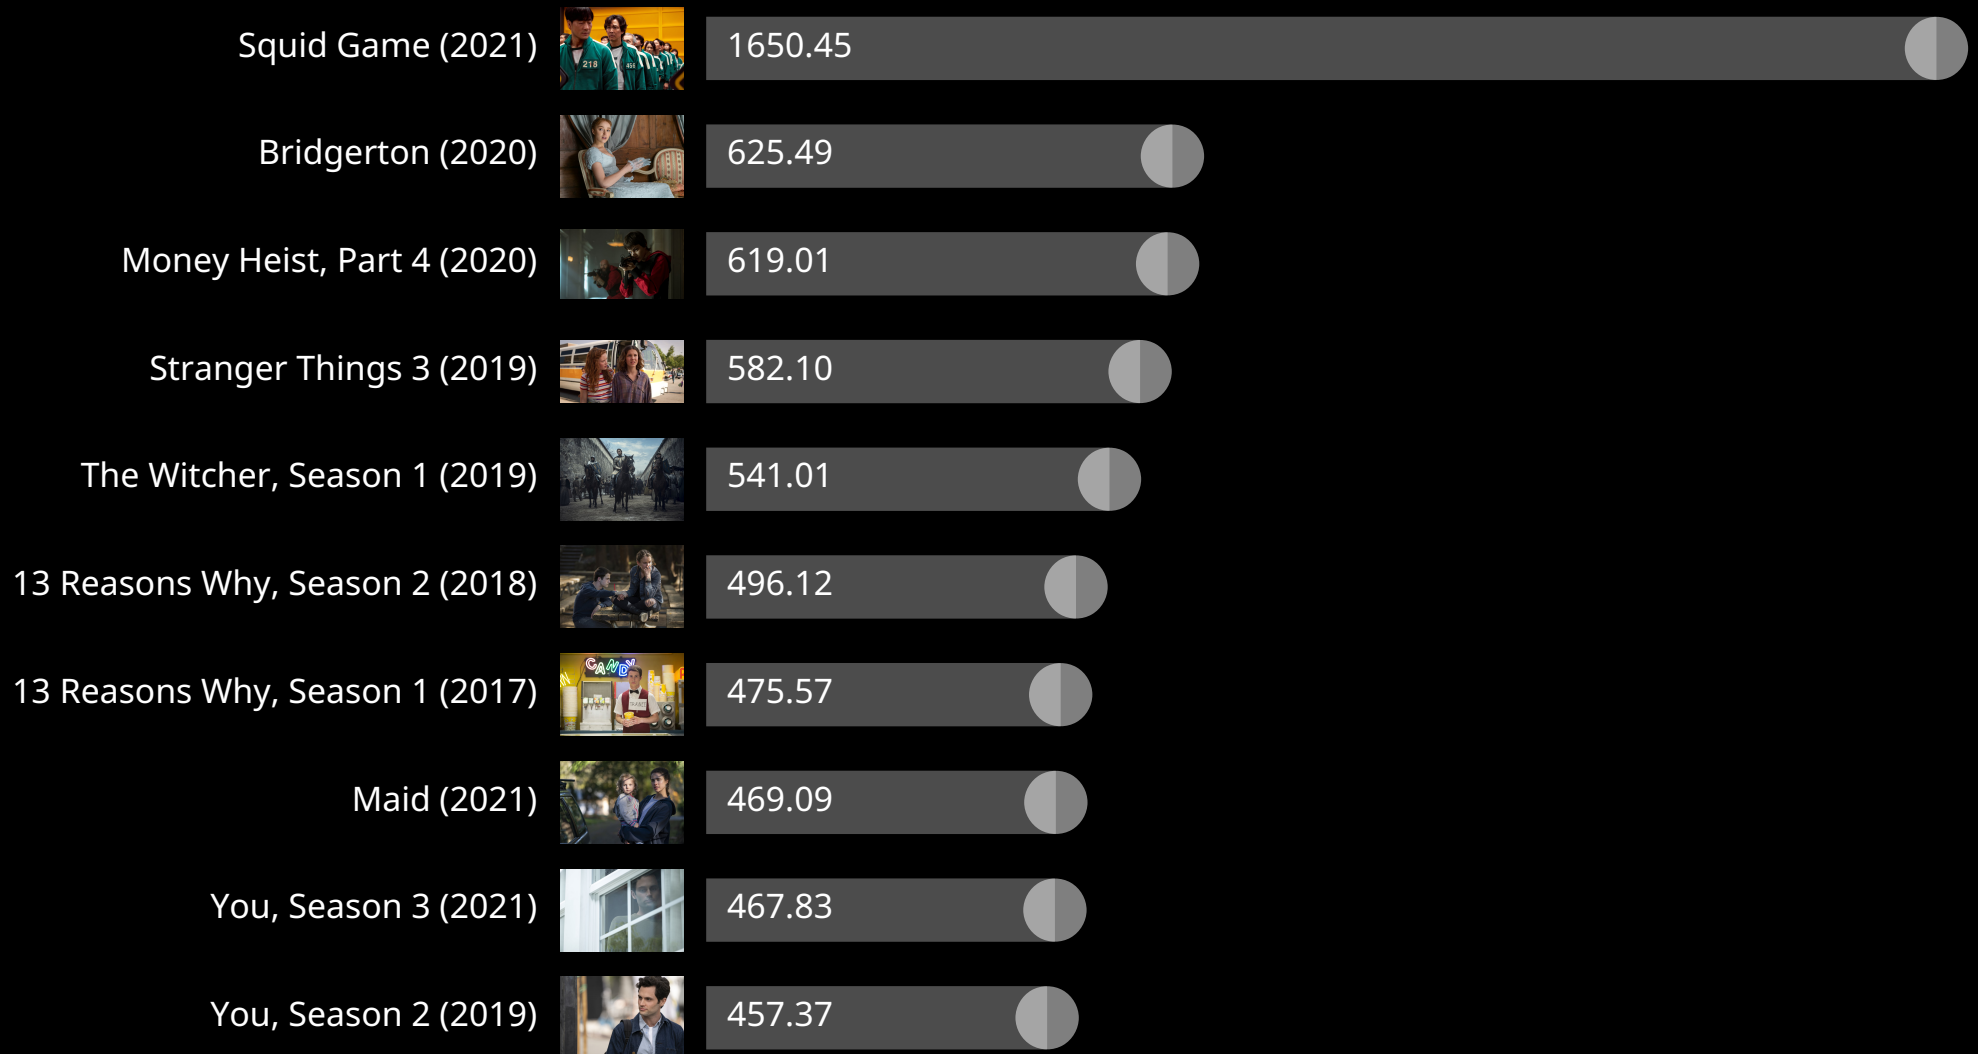 Squid Game (2021) 218 456 1650.45
Bridgerton (2020) 625.49
Money Heist, Part 4 (2020) 619.01
Stranger Things 3 (2019) 582.10
The Witcher, Season 1 (2019) 541.01
13 Reasons Why, Season 2 (2018) 496.12
13 Reasons Why, Season 1 (2017) CANDY 475.57
Maid (2021) 469.09
You, Season 3 (2021) 467.83
You, Season 2 (2019) 457.37